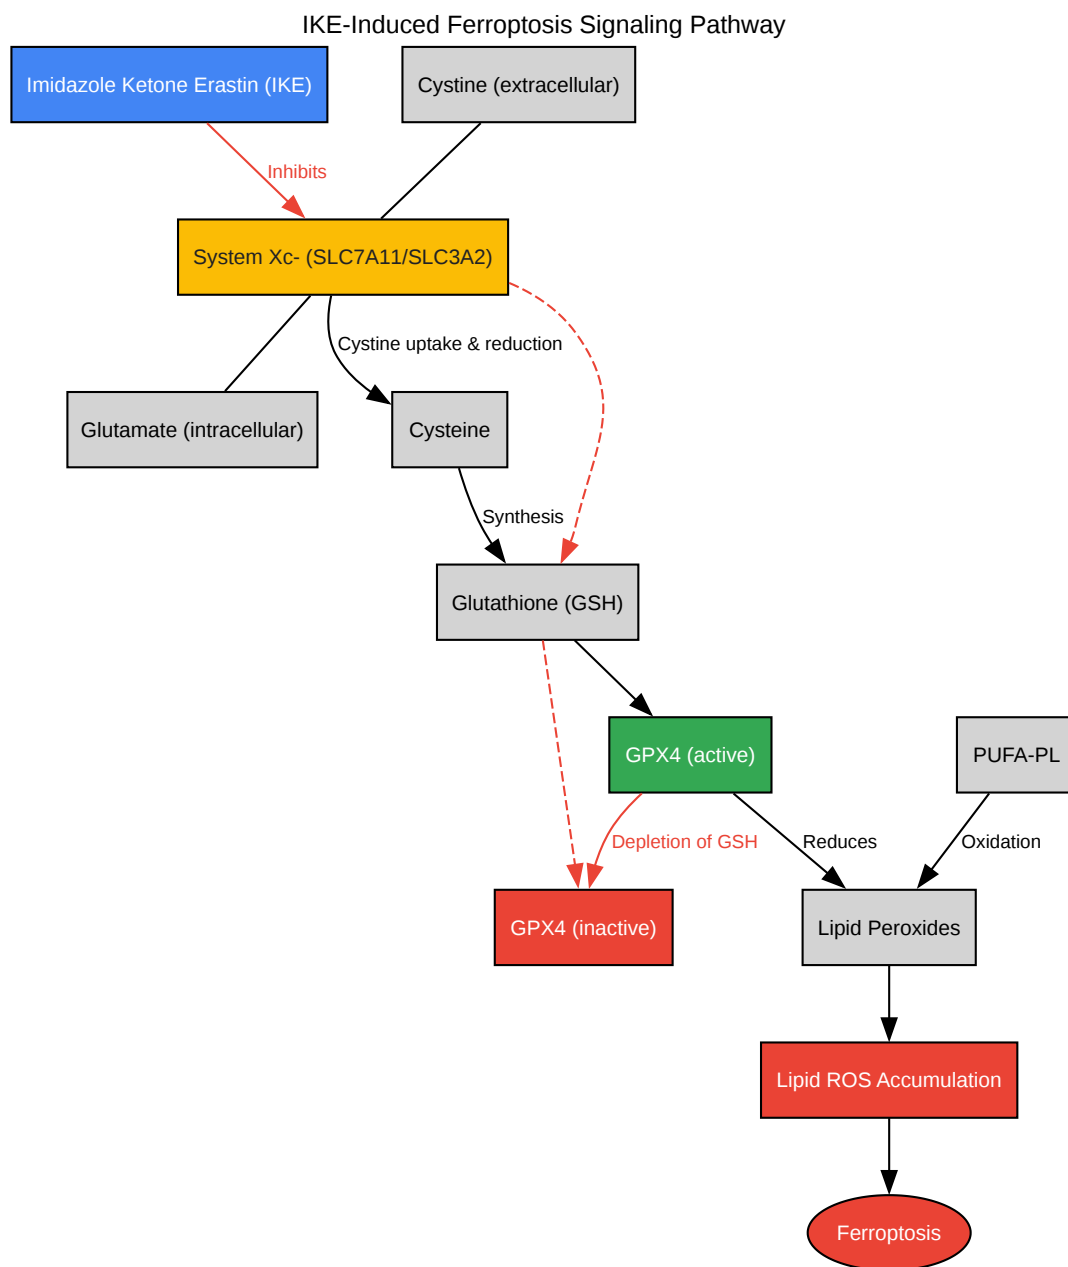 IKE-Induced Ferroptosis Signaling Pathway
Imidazole Ketone Erastin (IKE)
Cystine (extracellular)
Inhibits
System Xc- (SLC7A11/SLC3A2)
Cystine uptake & reduction
Glutamate (intracellular)
Cysteine
Synthesis
Glutathione (GSH)
GPX4 (active)
PUFA-PL
Depletion of GSH
Reduces
Oxidation
GPX4 (inactive)
Lipid Peroxides
Lipid ROS Accumulation
Ferroptosis